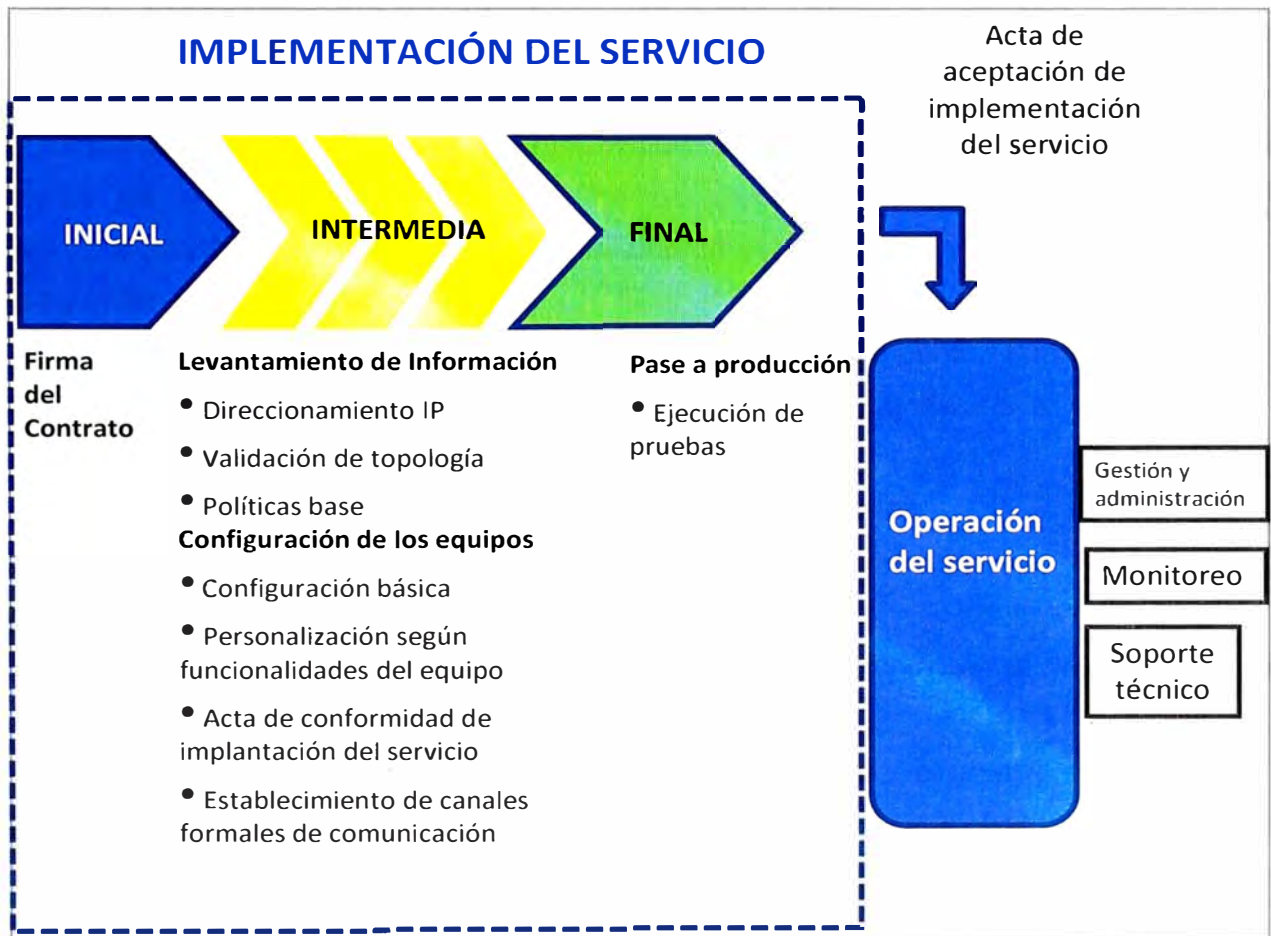 IMPLEMENTACIÓN DEL SERVICIO
Acta de
aceptación de
implementación
del servicio
INICIAL
INTERMEDIA
FINAL
Firma
del
Contrato
Levantamiento de Información
• Direccionamiento IP
• Validación de topología
• Políticas base
Configuración de los equipos
• Configuración básica
• Personalización según
funcionalidades del equipo
• Acta de conformidad de
implantación del servicio
• Establecimiento de canales
formales de comunicación
Pase a producción
• Ejecución de
pruebas
Operación
del servicio
Gestión y
administración
Monitoreo
Soporte
técnico